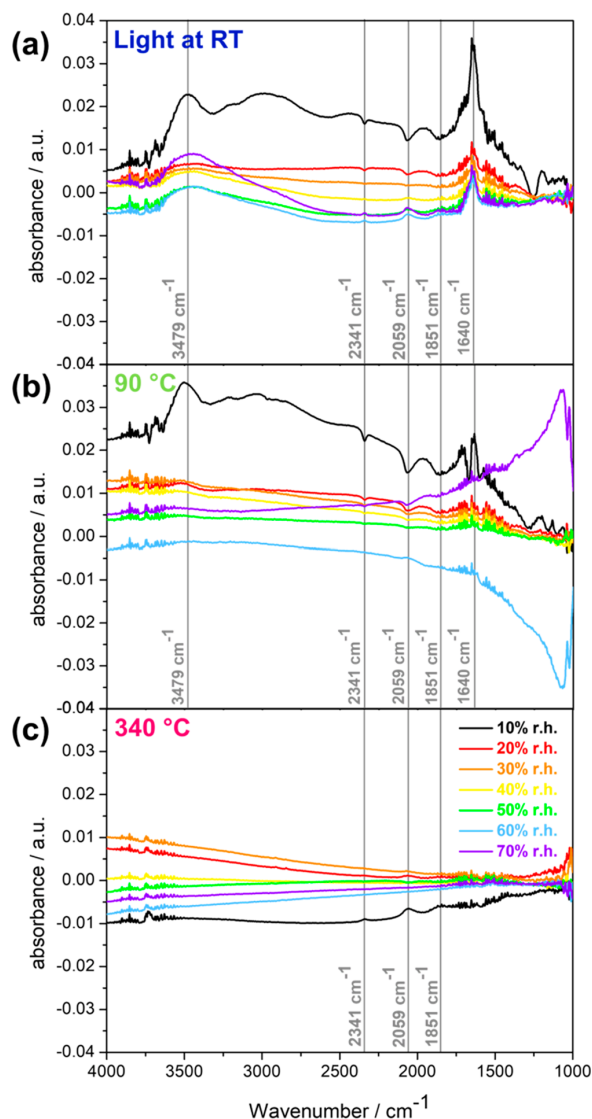 (a)
Light at RT
0.04
0.03
0.02
0.01
0.00
-0.01
-0.02
-0.03
-0.04
absorbance / a.u.
3479 cm⁻¹
2341 cm⁻¹
2059 cm⁻¹
1851 cm⁻¹
1640 cm⁻¹
(b)
90 °C
0.03
0.02
0.01
0.00
-0.01
-0.02
-0.03
-0.04
absorbance / a.u.
3479 cm⁻¹
2341 cm⁻¹
2059 cm⁻¹
1851 cm⁻¹
1640 cm⁻¹
(c)
340 °C
10% r.h.
20% r.h.
30% r.h.
40% r.h.
50% r.h.
60% r.h.
70% r.h.
0.03
0.02
0.01
0.00
-0.01
-0.02
-0.03
-0.04
absorbance / a.u.
2341 cm⁻¹
2059 cm⁻¹
1851 cm⁻¹
4000 3500 3000 2500 2000 1500 1000
Wavenumber / cm⁻¹